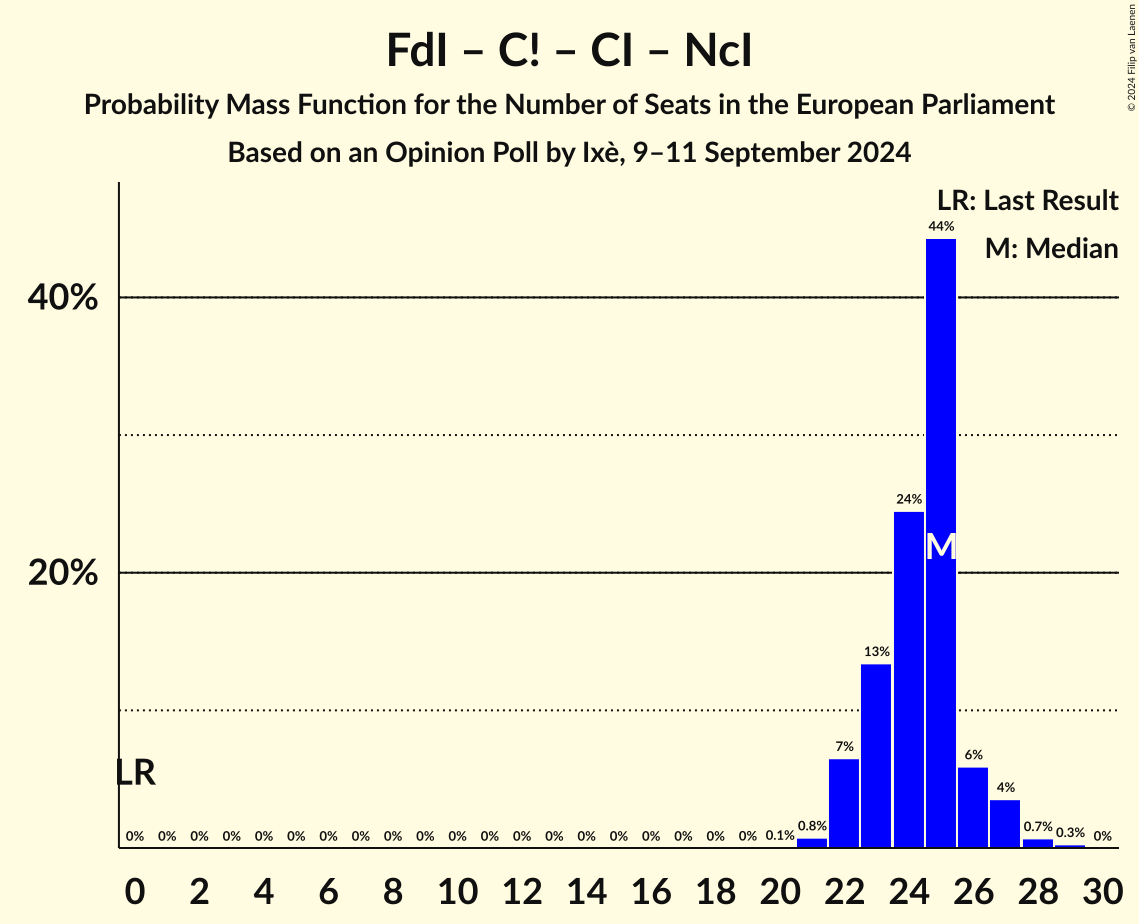 FdI – C! – CI – NcI
Probability Mass Function for the Number of Seats in the European Parliament
Based on an Opinion Poll by Ixè, 9–11 September 2024
© 2024 Filip van Laenen
LR: Last Result
M: Median
40%
20%
44%
24%
M
13%
7%
6%
4%
LR
0% 0% 0% 0% 0% 0% 0% 0% 0% 0% 0% 0% 0% 0% 0% 0% 0% 0% 0% 0% 0.1% 0.8% 0.7% 0.3% 0%
0 2 4 6 8 10 12 14 16 18 20 22 24 26 28 30